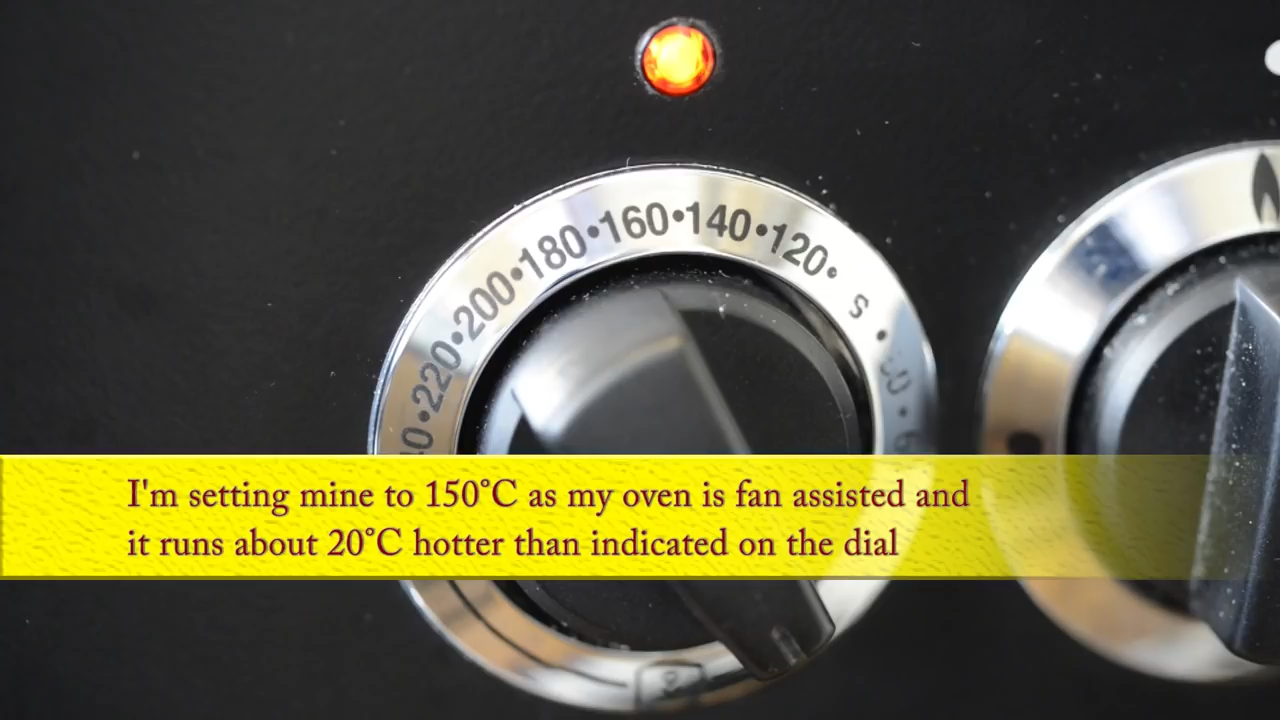 220•200•180•160•140•120• S
I'm setting mine to 150°C as my oven is fan assisted and
it runs about 20°C hotter than indicated on the dial